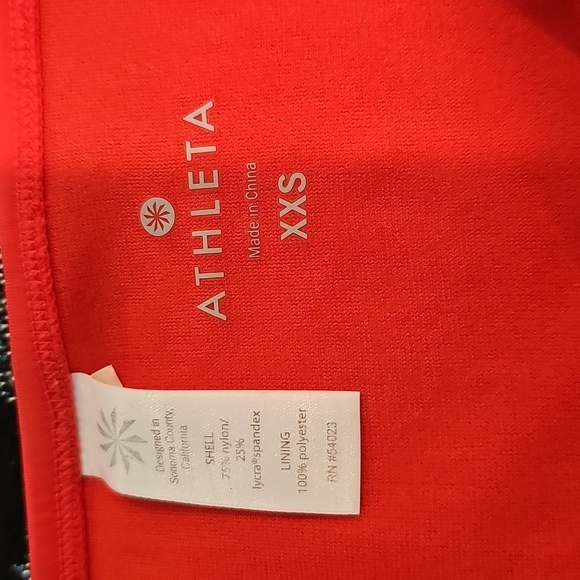 ATHLETA
Made in China
XXS
Designed in
Sonoma County,
California
SHELL
75% nylon/
25%
lycra®spandex
LINING
100% polyester
RN #54023